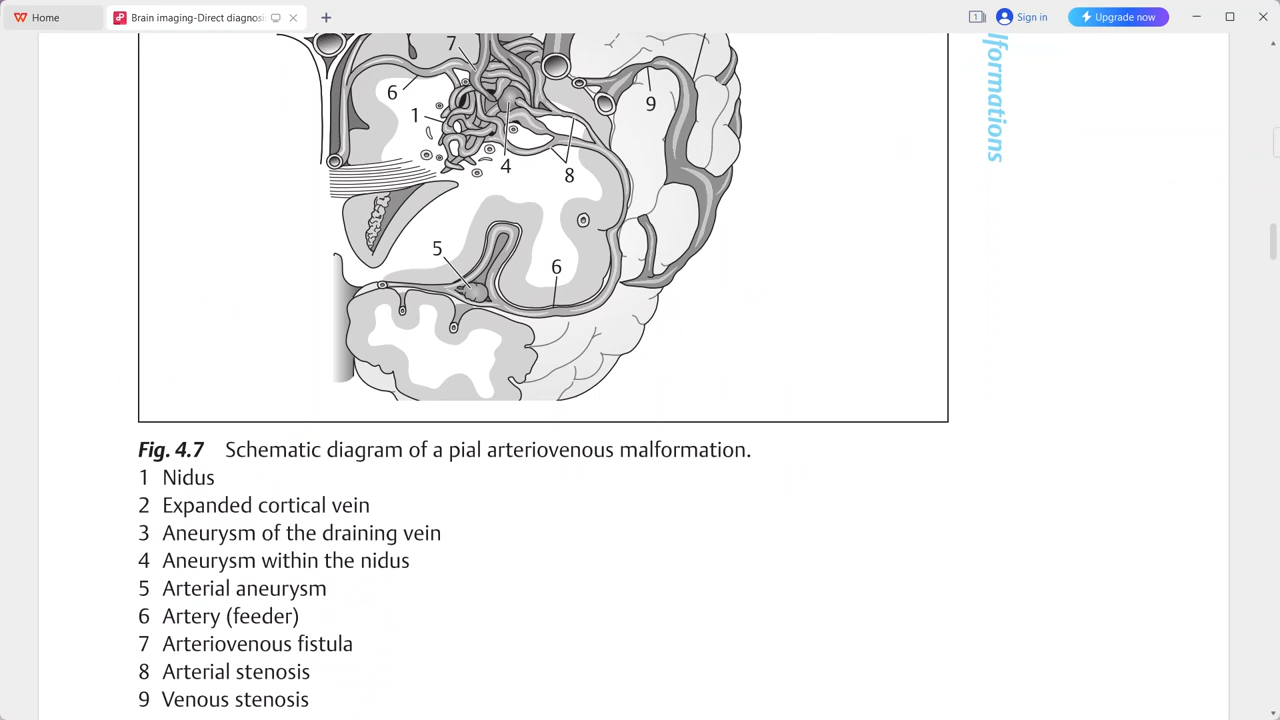 Home
Brain imaging-Direct diagnosi
Sign in
Upgrade now
lformations
7
6
1
9
4
8
5
6
Fig. 4.7 Schematic diagram of a pial arteriovenous malformation.
1 Nidus
2 Expanded cortical vein
3 Aneurysm of the draining vein
4 Aneurysm within the nidus
5 Arterial aneurysm
6 Artery (feeder)
7 Arteriovenous fistula
8 Arterial stenosis
9 Venous stenosis